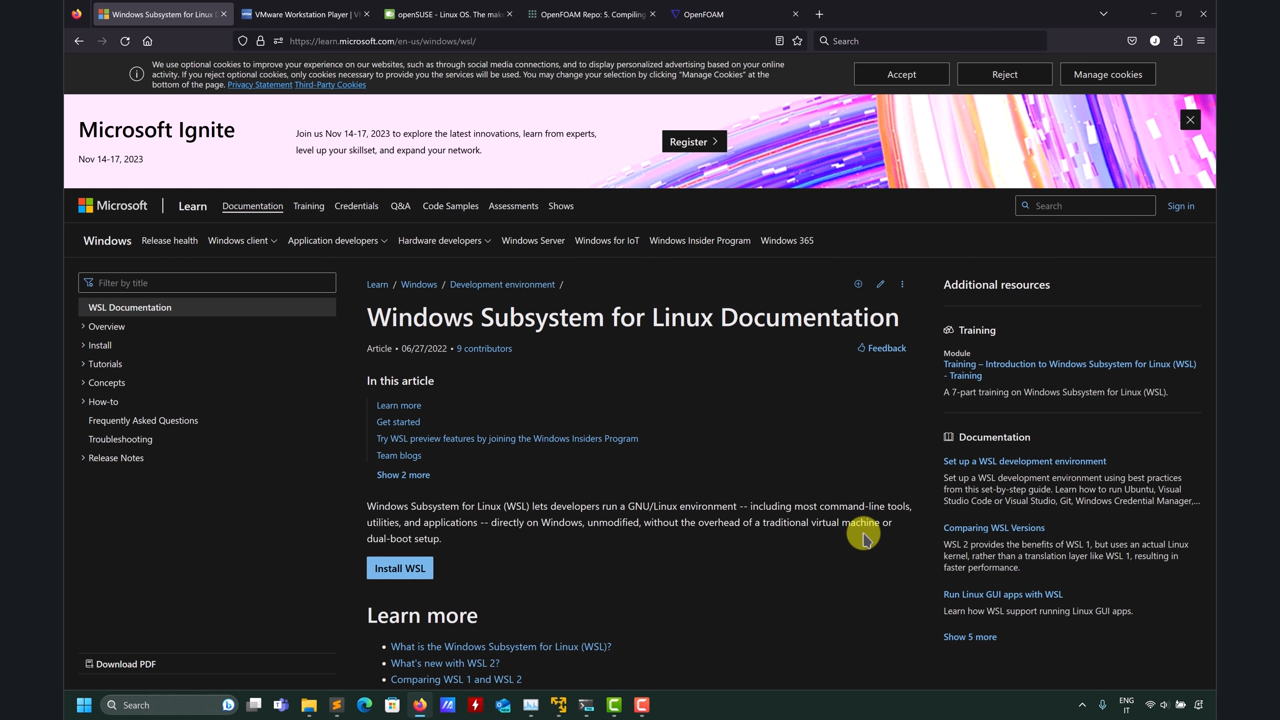 Windows Subsystem for Linux D
VMware Workstation Player | V
openSUSE - Linux OS. The make
OpenFOAM Repo: 5. Compiling
OpenFOAM
https://learn.microsoft.com/en-us/windows/wsl/
Search
We use optional cookies to improve your experience on our websites, such as through social media connections, and to display personalized advertising based on your
online activity. If you reject optional cookies, only cookies necessary to provide you the services will be used. You may change your selection by clicking "Manage Cookies" at the
bottom of the page. Privacy Statement Third-Party Cookies
Accept
Reject
Manage cookies
Microsoft Ignite
Nov 14-17, 2023
Join us Nov 14-17, 2023 to explore the latest innovations, learn from experts,
level up your skillset, and expand your network.
Register
Microsoft
Learn
Documentation
Training
Credentials
Q&A
Code Samples
Assessments
Shows
Search
Sign in
Windows
Release health
Windows client
Application developers
Hardware developers
Windows Server
Windows for IoT
Windows Insider Program
Windows 365
Filter by title
WSL Documentation
Overview
Install
Tutorials
Concepts
How-to
Frequently Asked Questions
Troubleshooting
Release Notes
Download PDF
Learn / Windows / Development environment /
Windows Subsystem for Linux Documentation
Article • 06/27/2022 • 9 contributors
Feedback
In this article
Learn more
Get started
Try WSL preview features by joining the Windows Insiders Program
Team blogs
Show 2 more
Windows Subsystem for Linux (WSL) lets developers run a GNU/Linux environment -- including most command-line tools,
utilities, and applications -- directly on Windows, unmodified, without the overhead of a traditional virtual machine or
dual-boot setup.
Install WSL
Learn more
• What is the Windows Subsystem for Linux (WSL)?
• What's new with WSL 2?
• Comparing WSL 1 and WSL 2
Additional resources
Training
Module
Training – Introduction to Windows Subsystem for Linux (WSL)
- Training
A 7-part training on Windows Subsystem for Linux (WSL).
Documentation
Set up a WSL development environment
Set up a WSL development environment using best practices
from this set-by-step guide. Learn how to run Ubuntu, Visual
Studio Code or Visual Studio, Git, Windows Credential Manager,...
Comparing WSL Versions
WSL 2 provides the benefits of WSL 1, but uses an actual Linux
kernel, rather than a translation layer like WSL 1, resulting in
faster performance.
Run Linux GUI apps with WSL
Learn how WSL support running Linux GUI apps.
Show 5 more
Search
ENG
IT